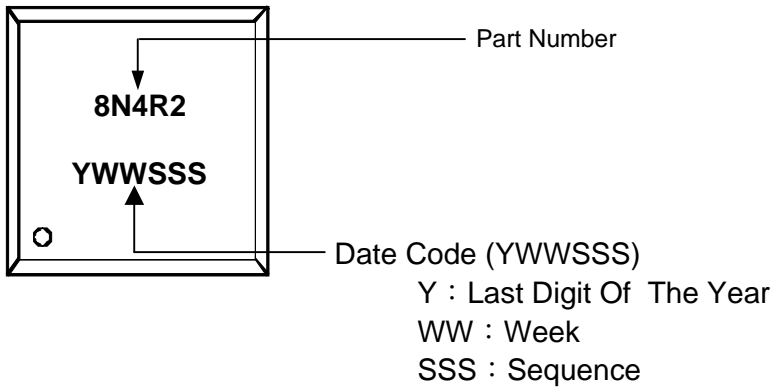 Part Number
8N4R2
YWWSSS
Date Code (YWWSSS)
Y：Last Digit Of The Year
WW：Week
SSS：Sequence